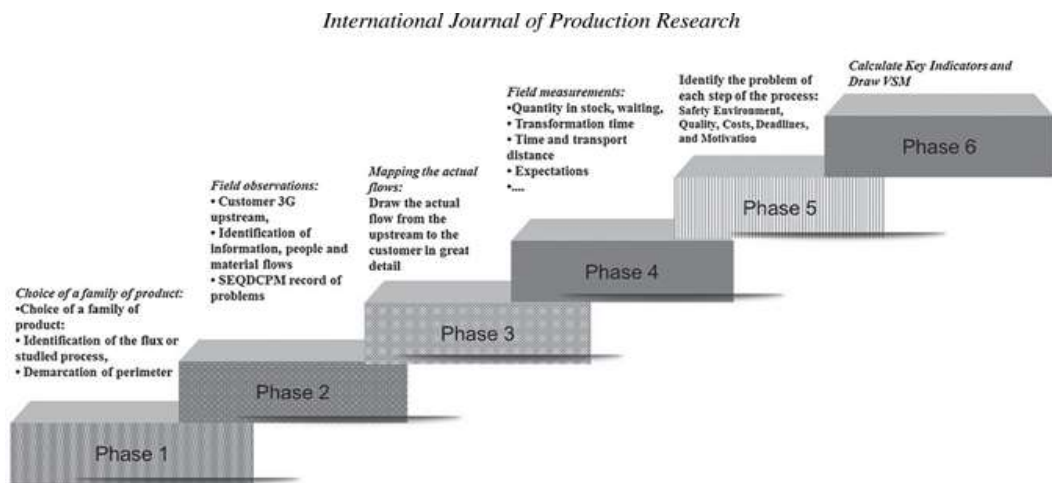 International Journal of Production Research
Choice of a family of product:
•Choice of a family of
product:
• Identification of the flux or
studied process,
• Demarcation of perimeter
Phase 1
Field observations:
• Customer 3G
upstream,
• Identification of
information, people and
material flows
• SEQDCPM record of
problems
Phase 2
Mapping the actual
flows:
Draw the actual
flow from the
upstream to the
customer in great
detail
Phase 3
Field measurements:
•Quantity in stock, waiting,
• Transformation time
• Time and transport
distance
• Expectations
•....
Phase 4
Identify the problem of
each step of the process:
Safety Environment,
Quality, Costs, Deadlines,
and Motivation
Phase 5
Calculate Key Indicators and
Draw VSM
Phase 6